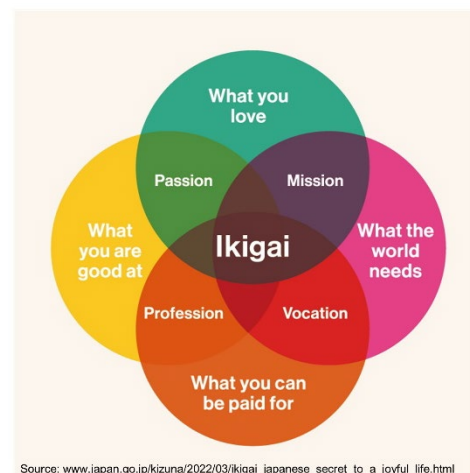 What you
love
Passion
Mission
What
you are
good at
Ikigai
What the
world
needs
Profession
Vocation
What you can
be paid for
Source: www.japan.go.jp/kizuna/2022/03/ikigai_japanese_secret_to_a_joyful_life.html